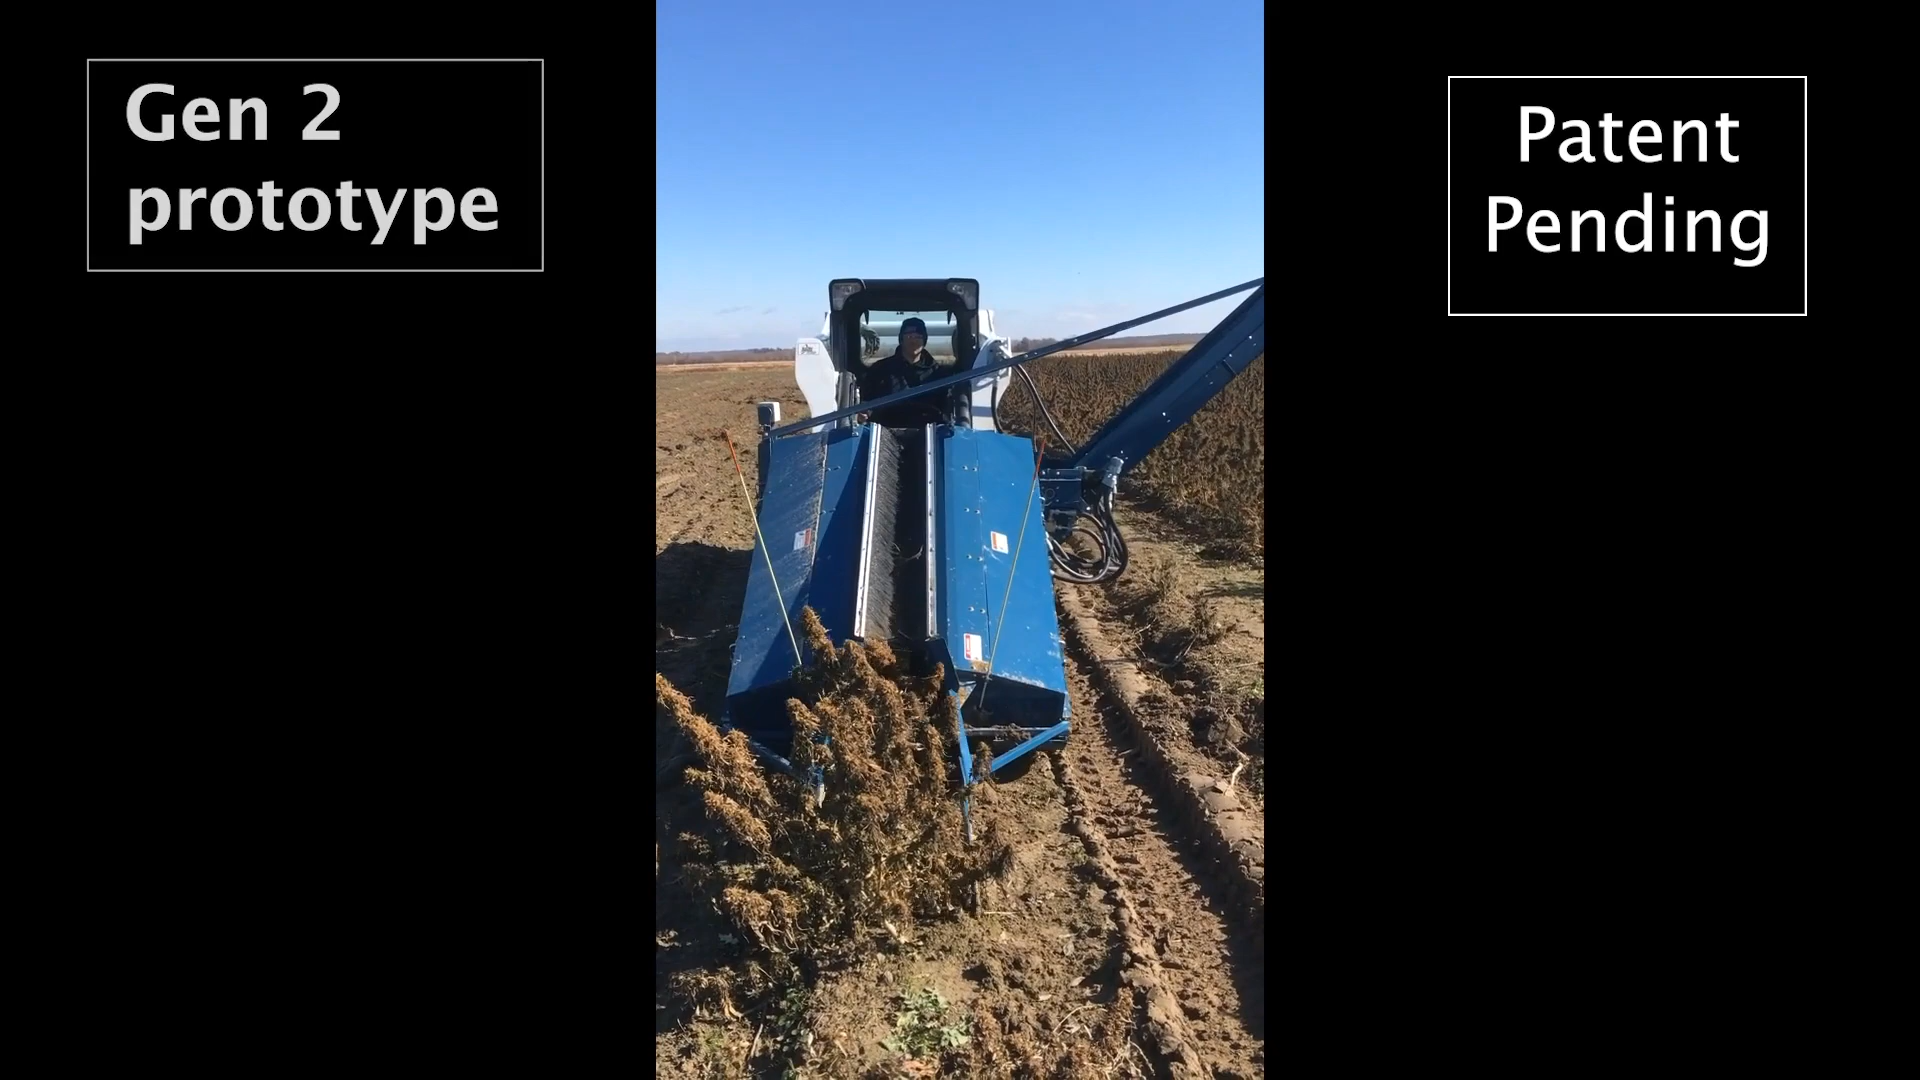 Gen 2
prototype
Patent
Pending